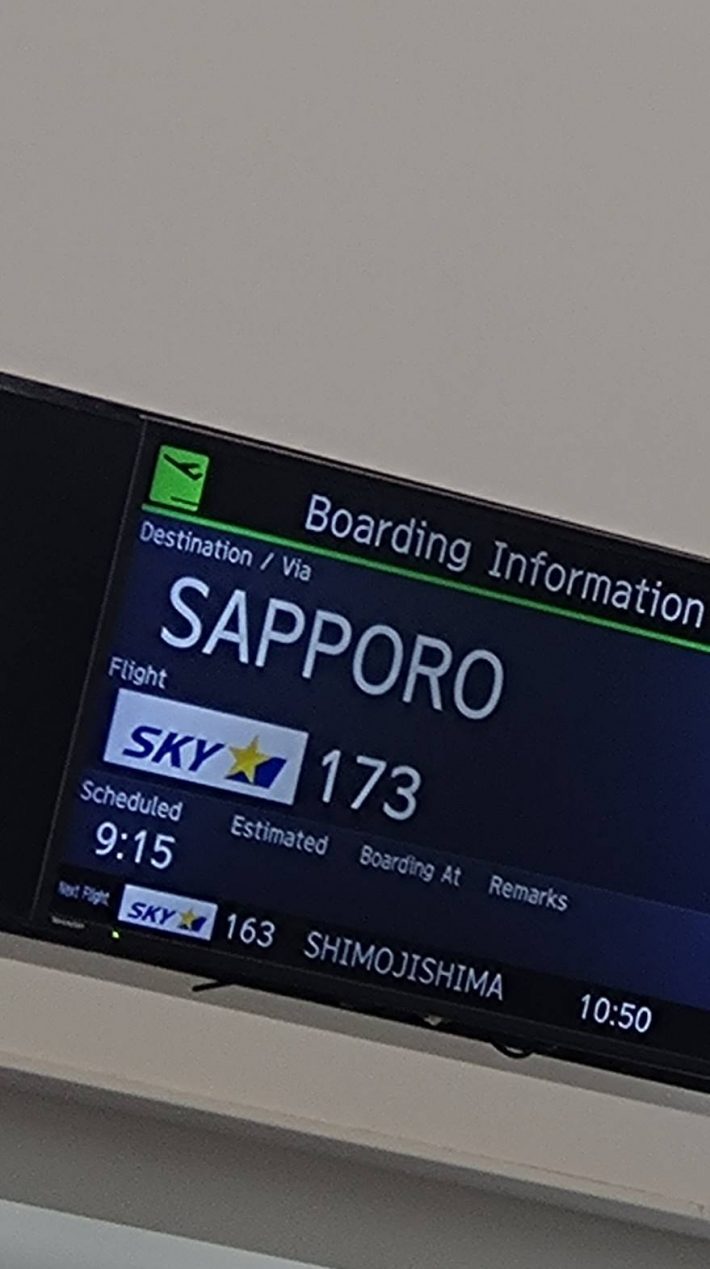 Boarding Information
Destination / Via
SAPPORO
Flight
SKY 173
Scheduled Estimated Boarding At Remarks
9:15
Next Flight SKY 163 SHIMOJISHIMA 10:50